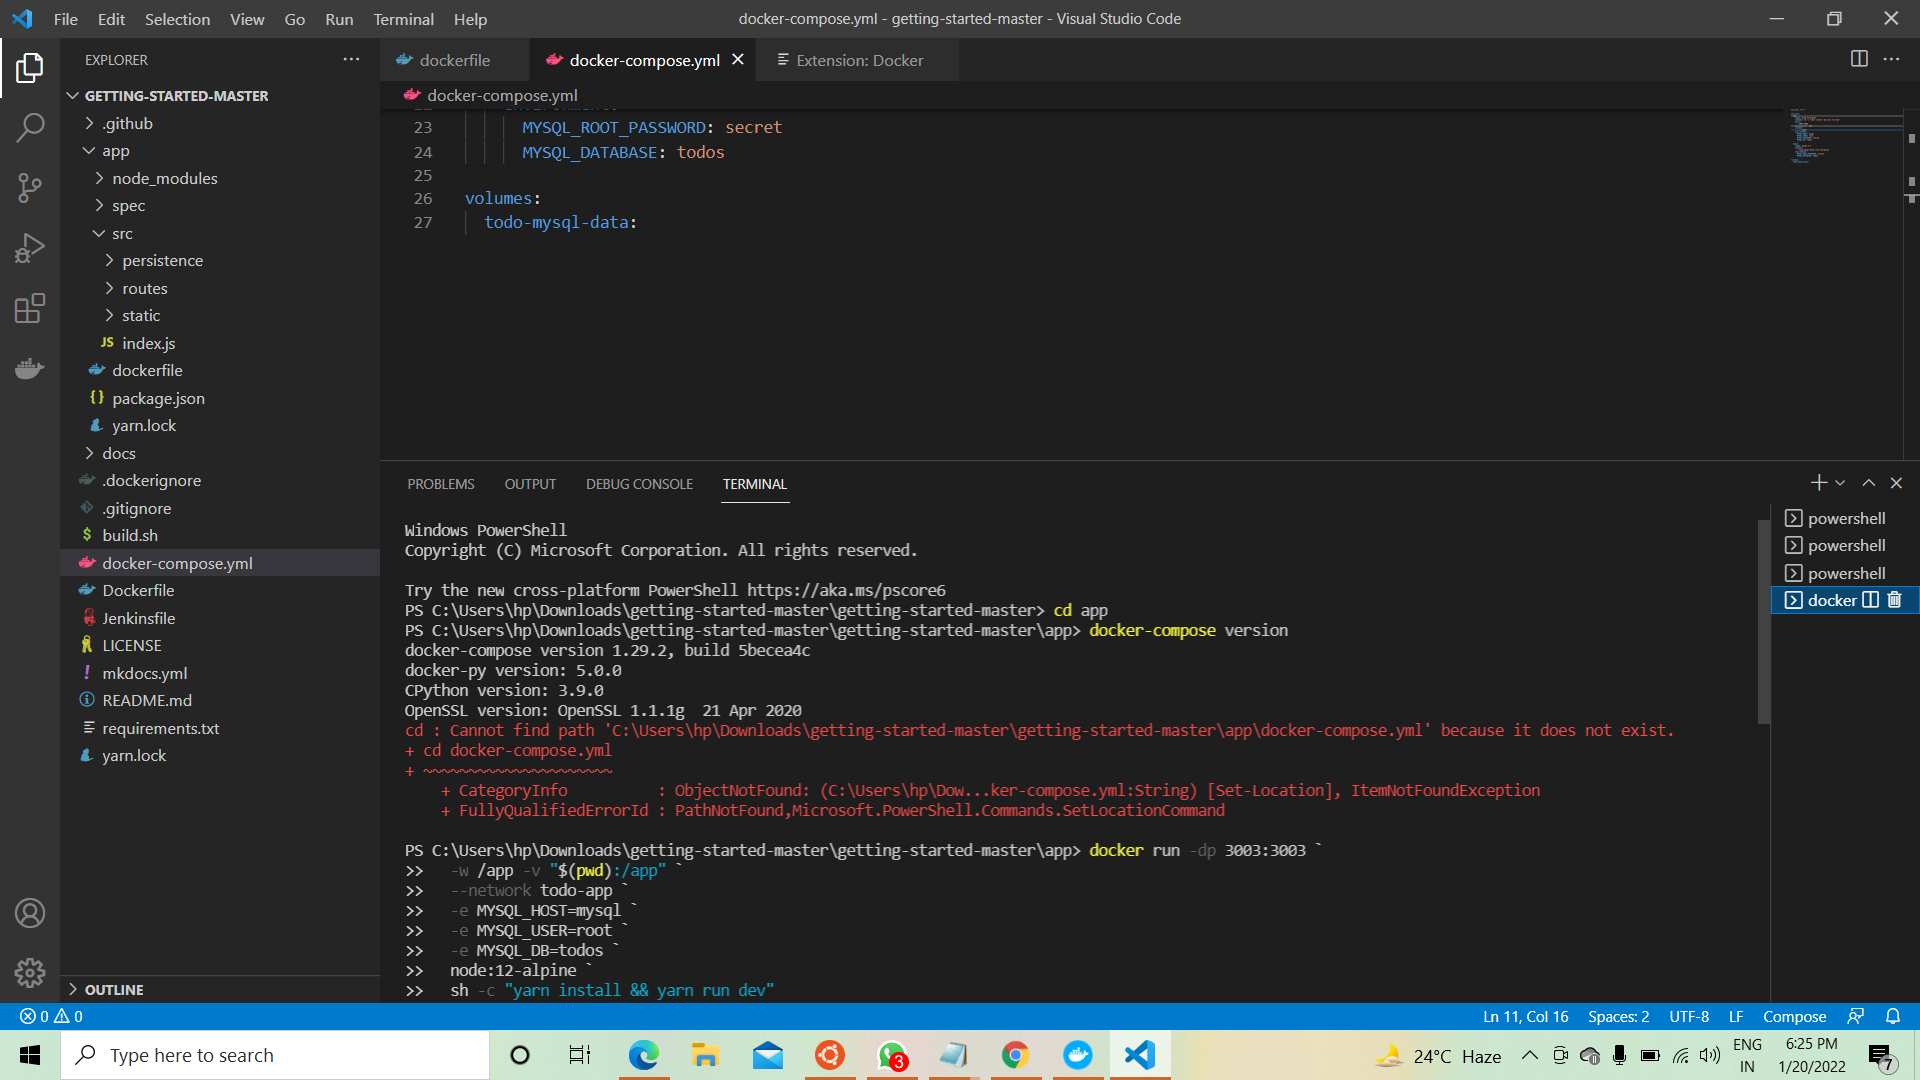 File Edit Selection View Go Run Terminal Help
docker-compose.yml - getting-started-master - Visual Studio Code
EXPLORER
GETTING-STARTED-MASTER
.github
app
node_modules
spec
src
persistence
routes
static
JS index.js
dockerfile
{} package.json
yarn.lock
docs
.dockerignore
.gitignore
$ build.sh
docker-compose.yml
Dockerfile
Jenkinsfile
LICENSE
! mkdocs.yml
README.md
requirements.txt
yarn.lock
OUTLINE
dockerfile
docker-compose.yml
Extension: Docker
docker-compose.yml
23 MYSQL_ROOT_PASSWORD: secret
24 MYSQL_DATABASE: todos
25
26 volumes:
27 todo-mysql-data:
PROBLEMS OUTPUT DEBUG CONSOLE TERMINAL
Windows PowerShell
Copyright (C) Microsoft Corporation. All rights reserved.
Try the new cross-platform PowerShell https://aka.ms/pscore6
PS C:\Users\hp\Downloads\getting-started-master\getting-started-master> cd app
PS C:\Users\hp\Downloads\getting-started-master\getting-started-master\app> docker-compose version
docker-compose version 1.29.2, build 5becea4c
docker-py version: 5.0.0
CPython version: 3.9.0
OpenSSL version: OpenSSL 1.1.1g  21 Apr 2020
cd : Cannot find path 'C:\Users\hp\Downloads\getting-started-master\getting-started-master\app\docker-compose.yml' because it does not exist.
+ cd docker-compose.yml
+ ~~~~~~~~~~~~~~~~~~~~~
+ CategoryInfo          : ObjectNotFound: (C:\Users\hp\Dow...ker-compose.yml:String) [Set-Location], ItemNotFoundException
+ FullyQualifiedErrorId : PathNotFound,Microsoft.PowerShell.Commands.SetLocationCommand
PS C:\Users\hp\Downloads\getting-started-master\getting-started-master\app> docker run -dp 3003:3003 `
>>   -w /app -v "$(pwd):/app" `
>>   --network todo-app `
>>   -e MYSQL_HOST=mysql `
>>   -e MYSQL_USER=root `
>>   -e MYSQL_DB=todos `
>>   node:12-alpine `
>>   sh -c "yarn install && yarn run dev"
powershell
powershell
powershell
docker
0 0
Ln 11, Col 16 Spaces: 2 UTF-8 LF Compose
Type here to search
3
24°C Haze
ENG
IN
6:25 PM
1/20/2022
7